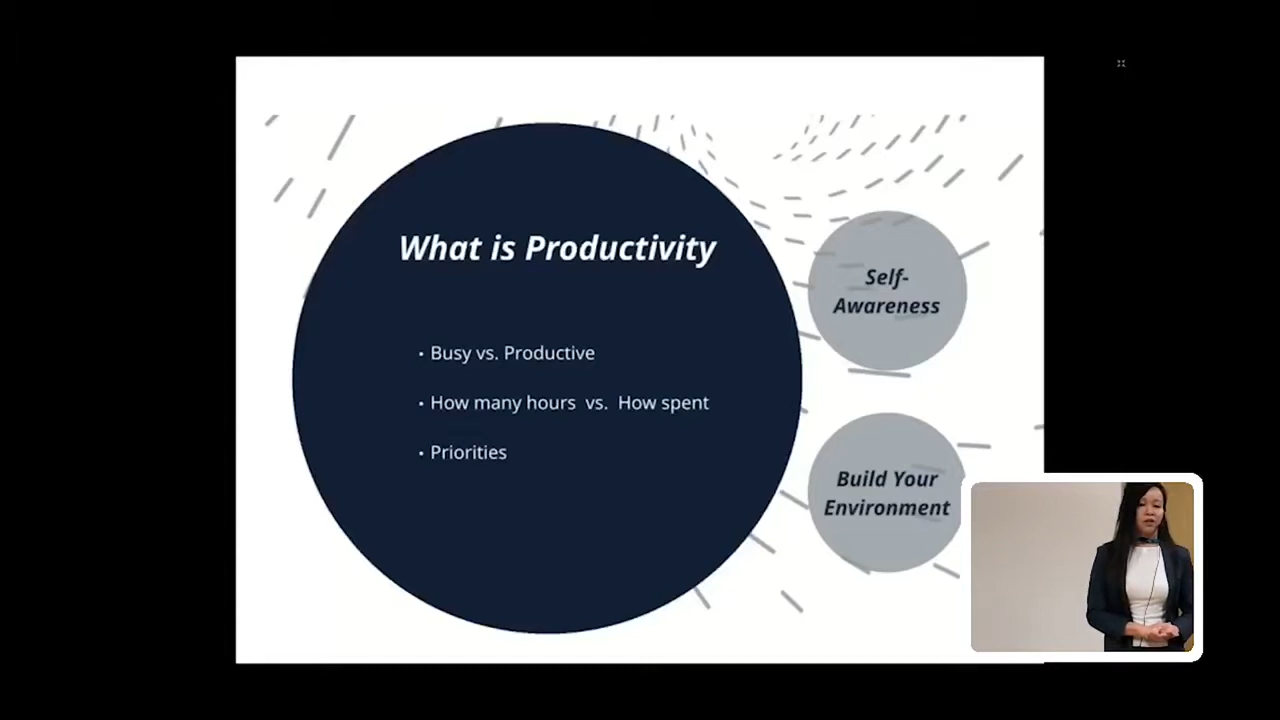 What is Productivity
• Busy vs. Productive
• How many hours  vs.  How spent
• Priorities
Self-
Awareness
Build Your
Environment